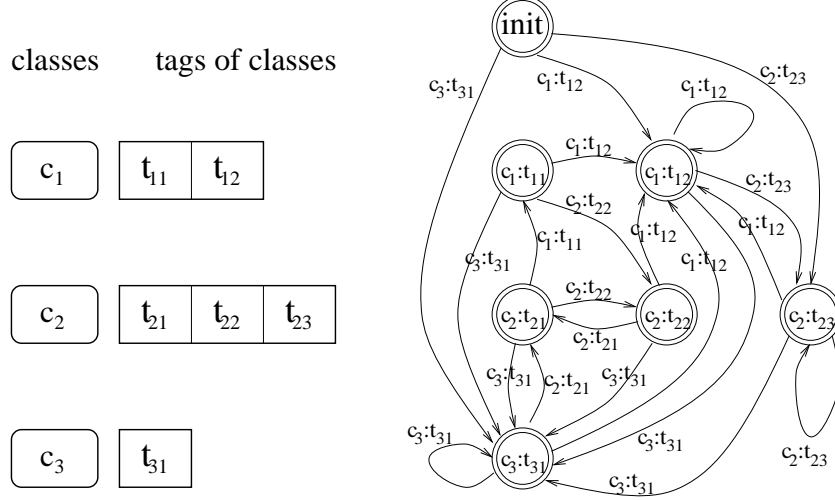 classes
tags of classes
c1
t11
t12
c2
t21
t22
t23
c3
t31
init
c3:t31
c1:t12
c2:t23
c1:t12
c1:t11
c1:t12
c1:t12
c2:t23
c2:t22
c1:t12
c3:t31
c1:t11
c1:t12
c2:t21
c2:t22
c2:t22
c2:t21
c2:t23
c3:t31
c2:t21
c3:t31
c3:t31
c3:t31
c3:t31
c3:t31
c2:t23